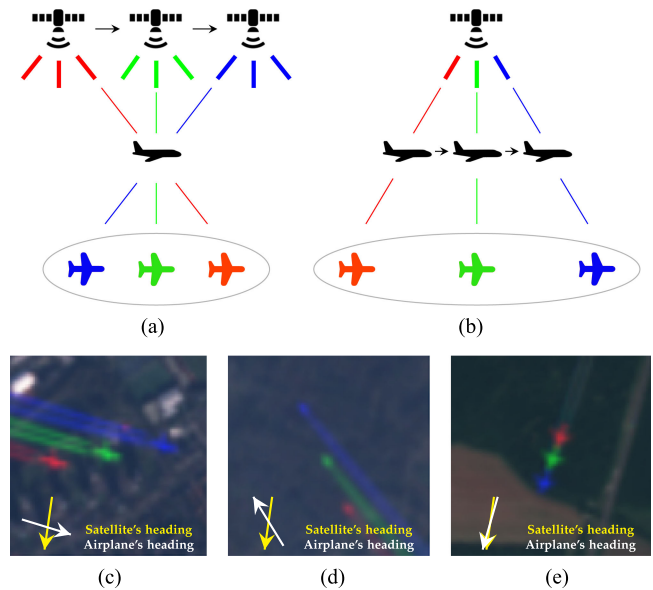 (a)
(b)
Satellite's heading
Airplane's heading
Satellite's heading
Airplane's heading
Satellite's heading
Airplane's heading
(c)
(d)
(e)